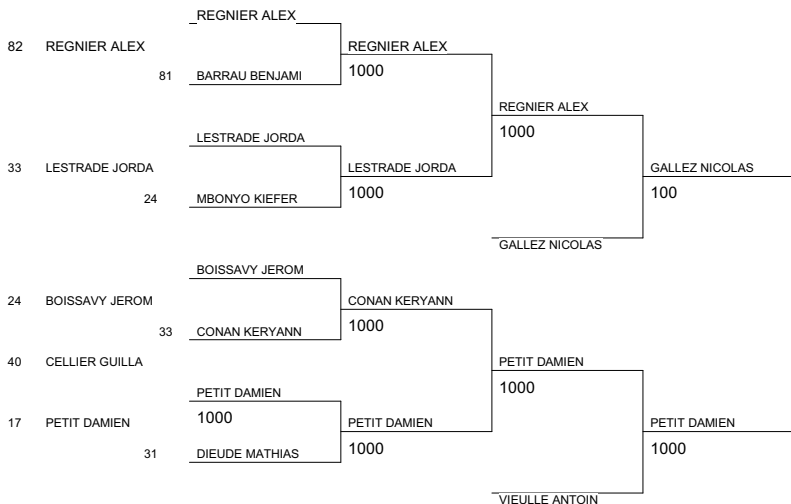 REGNIER ALEX
82 REGNIER ALEX
REGNIER ALEX
1000
81 BARRAU BENJAMI
REGNIER ALEX
1000
LESTRADE JORDA
33 LESTRADE JORDA
LESTRADE JORDA
1000
24 MBONYO KIEFER
GALLEZ NICOLAS
100
GALLEZ NICOLAS
BOISSAVY JEROM
24 BOISSAVY JEROM
CONAN KERYANN
1000
33 CONAN KERYANN
40 CELLIER GUILLA
PETIT DAMIEN
1000
PETIT DAMIEN
1000
17 PETIT DAMIEN
PETIT DAMIEN
1000
31 DIEUDE MATHIAS
PETIT DAMIEN
1000
VIEULLE ANTOIN